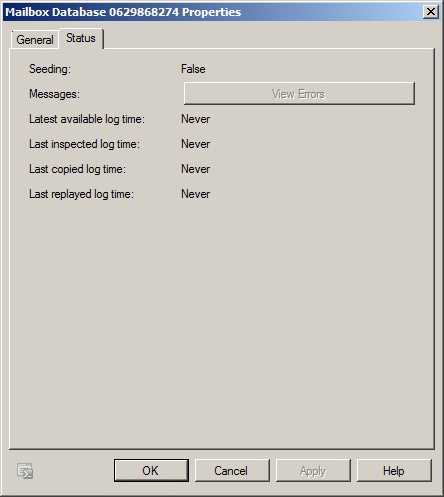 Mailbox Database 0629868274 Properties
General Status
Seeding: False
Messages: View Errors
Latest available log time: Never
Last inspected log time: Never
Last copied log time: Never
Last replayed log time: Never
OK Cancel Apply Help